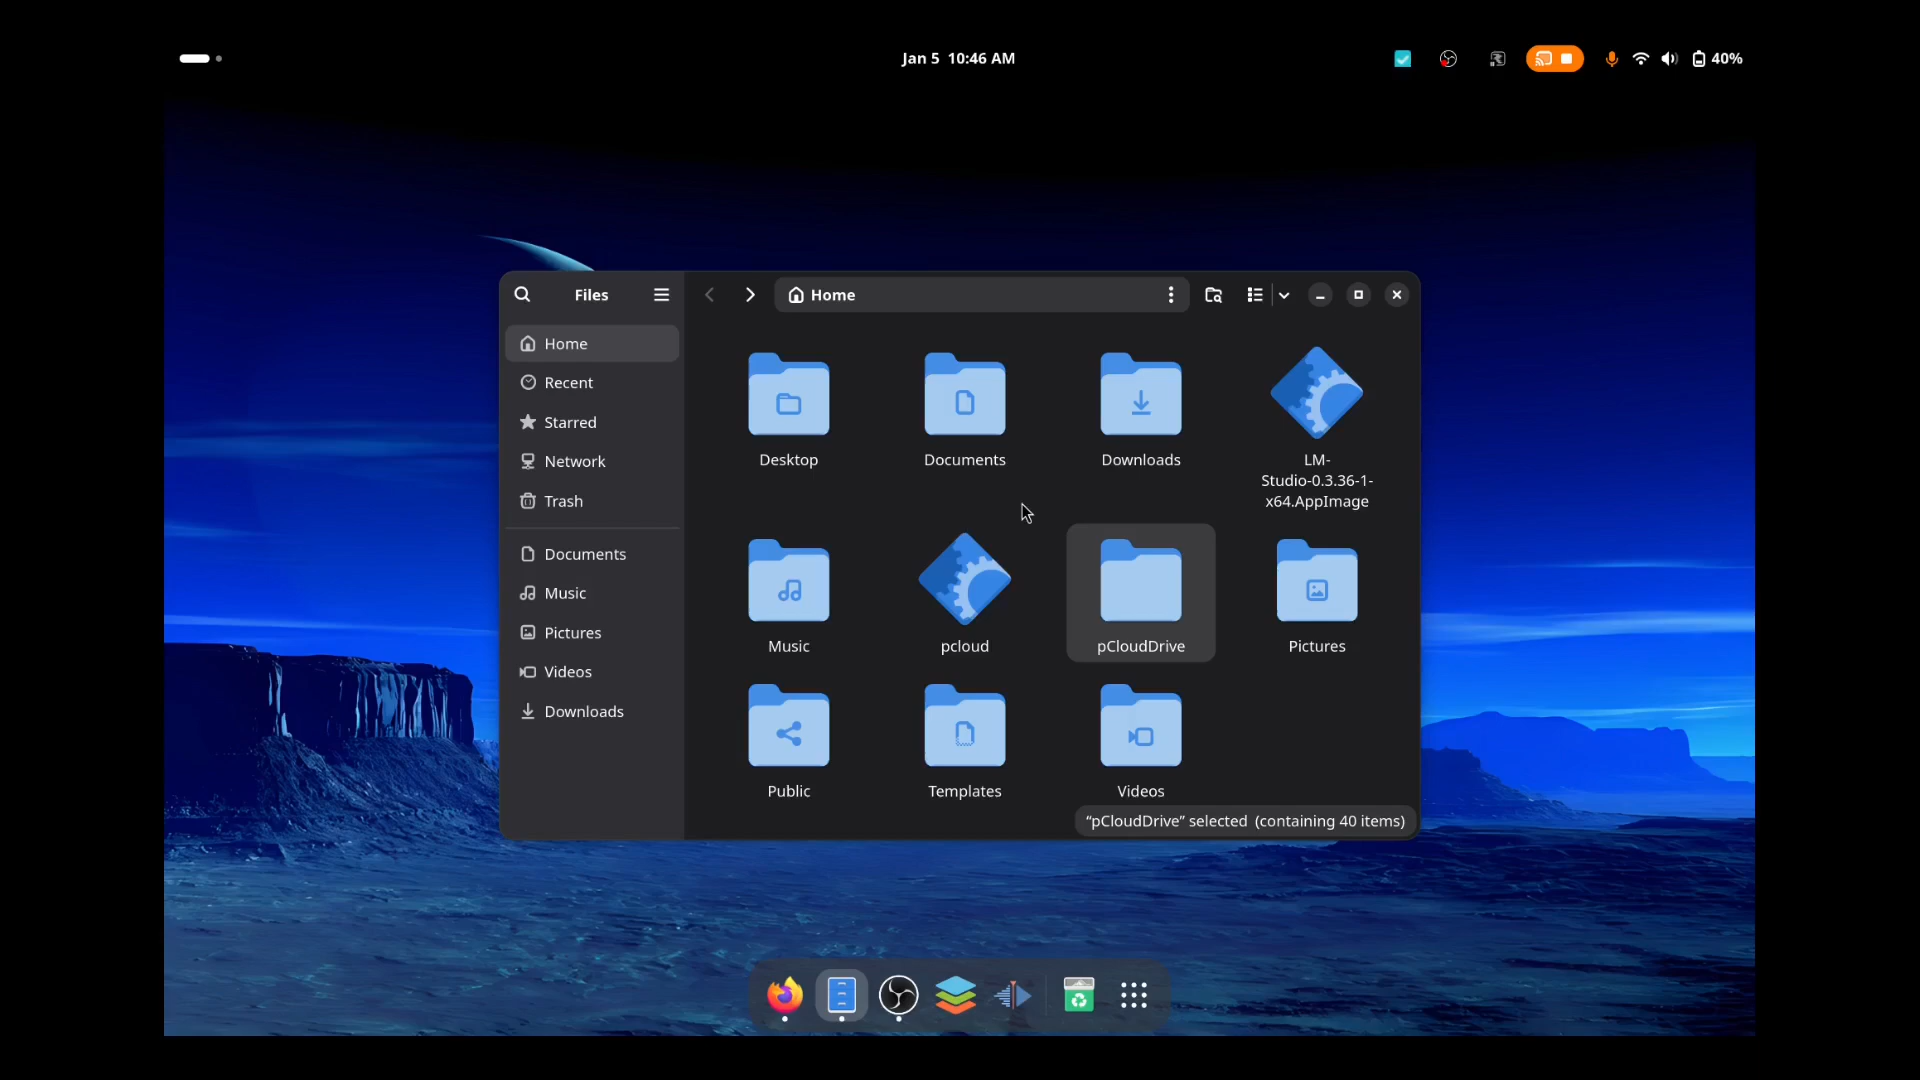 Jan 5 10:46 AM
40%
Files
Home
Home
Recent
Starred
Network
Trash
Documents
Music
Pictures
Videos
Downloads
Desktop
Documents
Downloads
LM-
Studio-0.3.36-1-
x64.AppImage
Music
pcloud
pCloudDrive
Pictures
Public
Templates
Videos
“pCloudDrive” selected (containing 40 items)